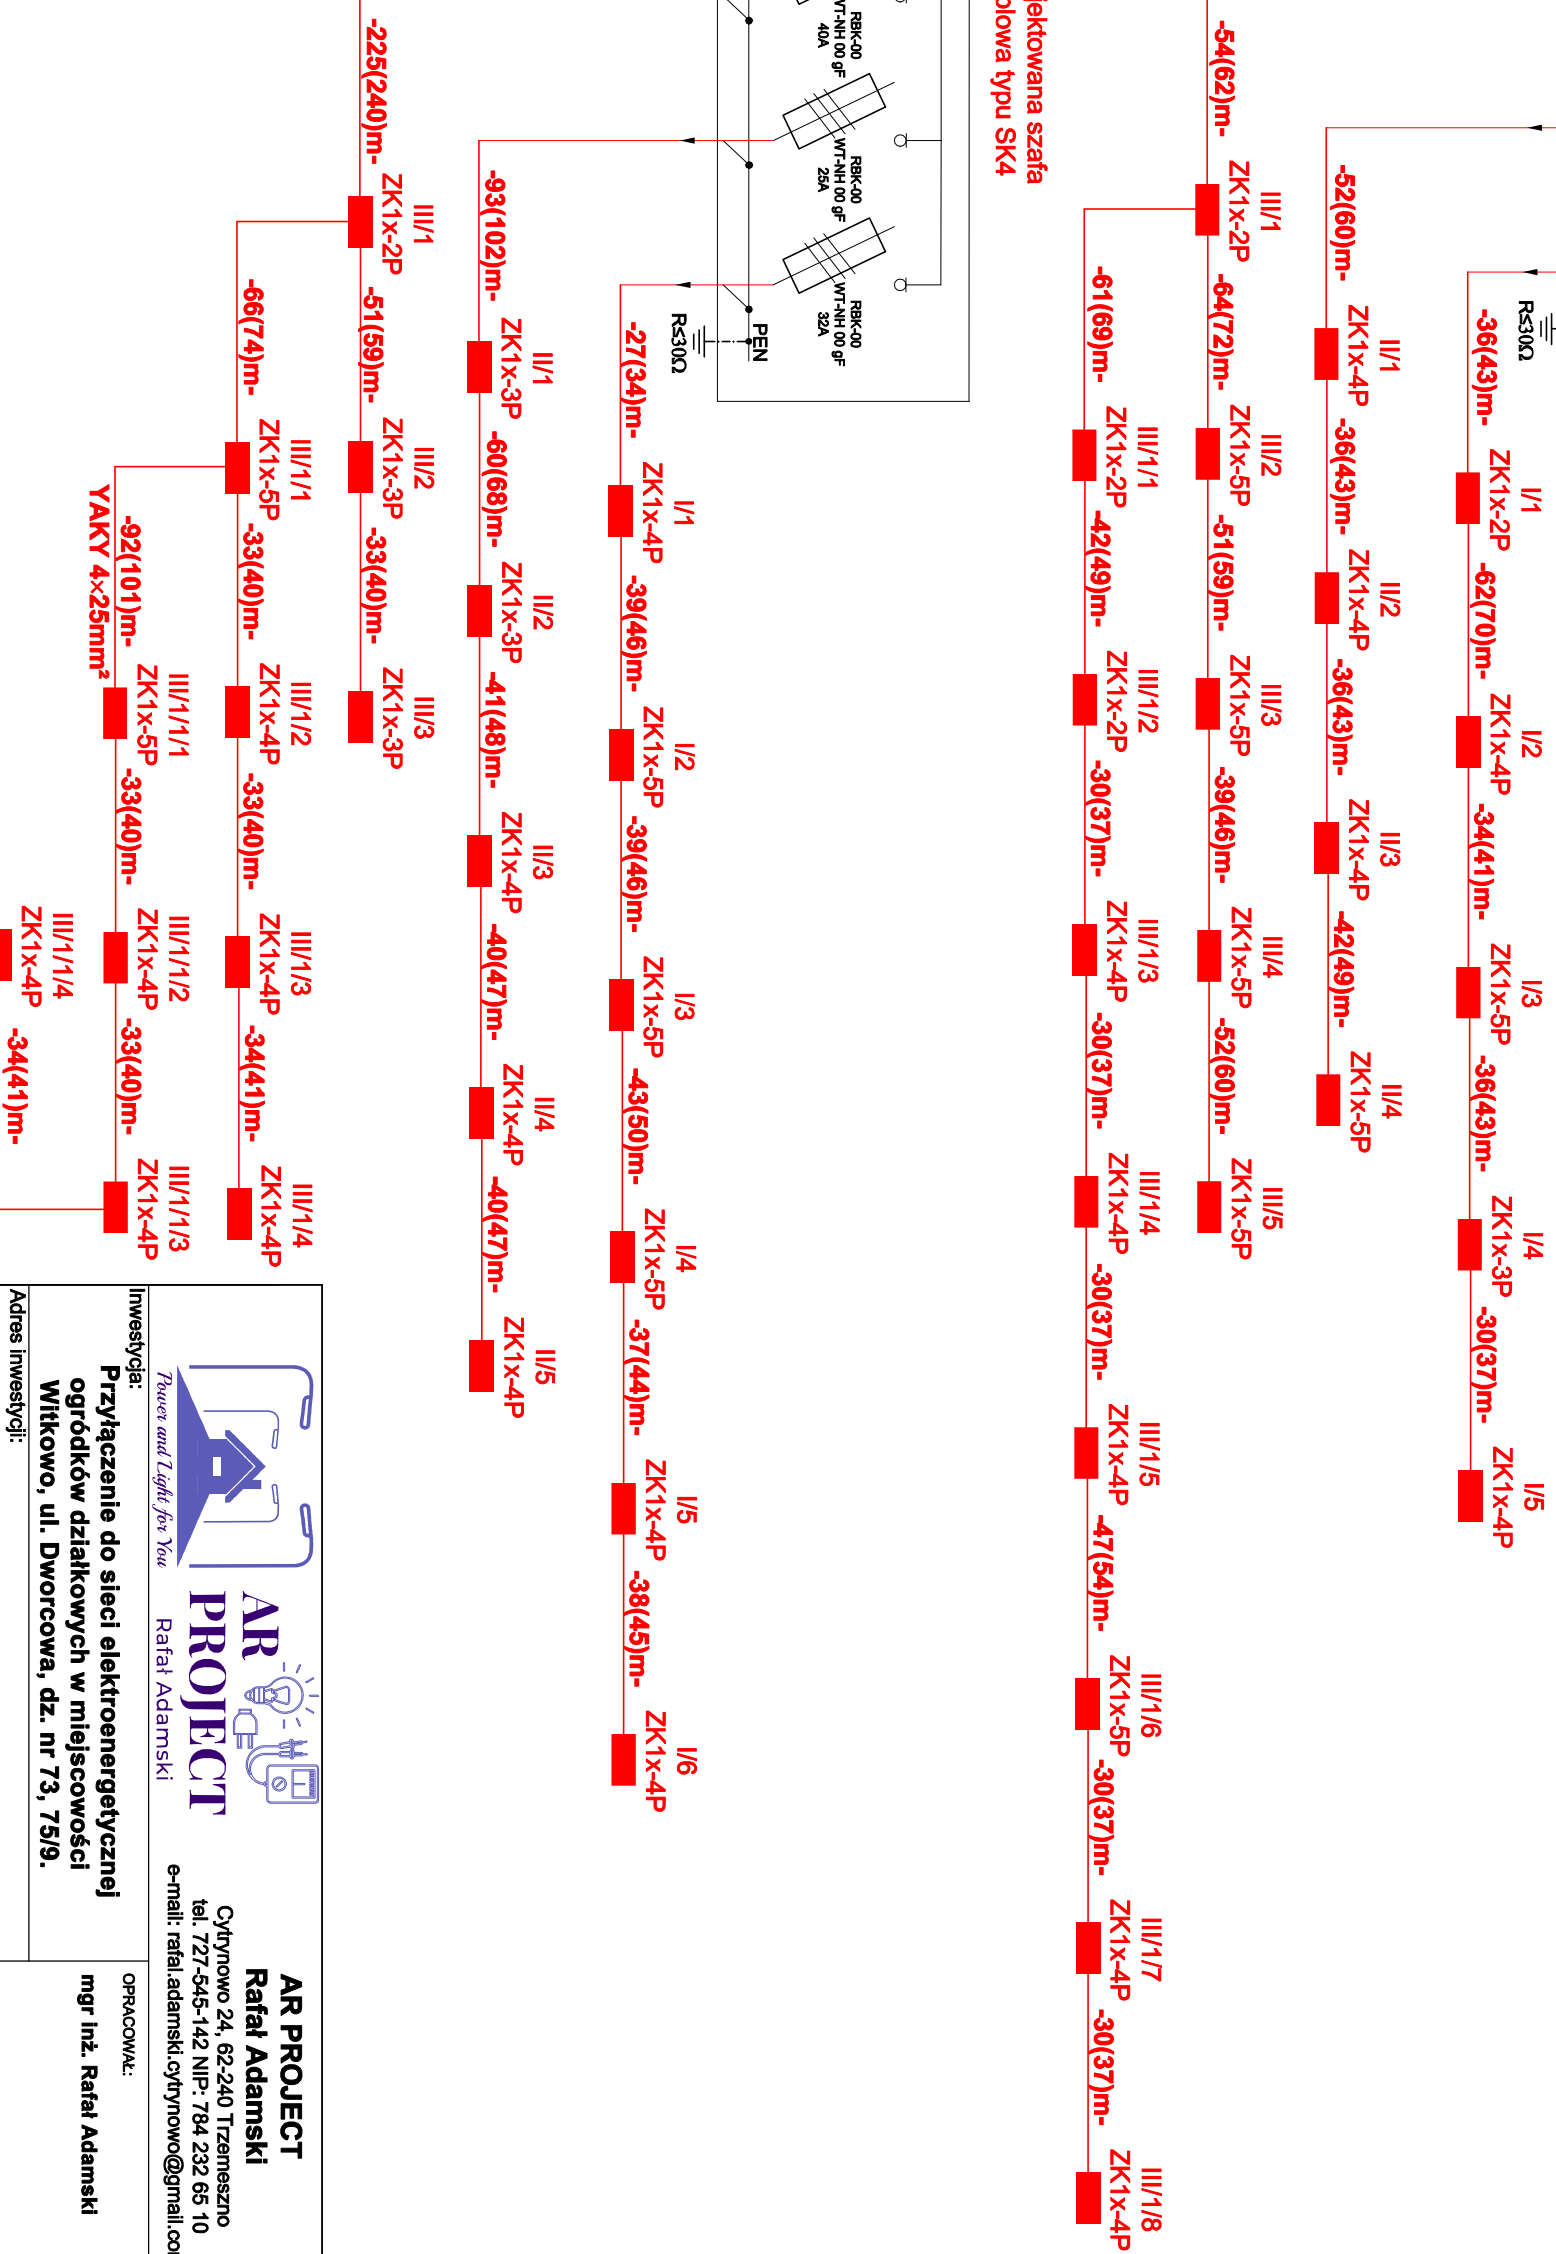 R≤30Ω
-36(43)m-
I/1
ZK1x-2P
-62(70)m-
I/2
ZK1x-4P
-34(41)m-
I/3
ZK1x-5P
-36(43)m-
I/4
ZK1x-3P
-30(37)m-
I/5
ZK1x-4P
-52(60)m-
II/1
ZK1x-4P
-36(43)m-
II/2
ZK1x-4P
-36(43)m-
II/3
ZK1x-4P
-42(49)m-
II/4
ZK1x-5P
-54(62)m-
III/1
ZK1x-2P
-64(72)m-
III/2
ZK1x-5P
-51(59)m-
III/3
ZK1x-5P
-39(46)m-
III/4
ZK1x-5P
-52(60)m-
III/5
ZK1x-5P
-61(69)m-
III/1/1
ZK1x-2P
-42(49)m-
III/1/2
ZK1x-2P
-30(37)m-
III/1/3
ZK1x-4P
-30(37)m-
III/1/4
ZK1x-4P
-30(37)m-
III/1/5
ZK1x-4P
-47(54)m-
III/1/6
ZK1x-5P
-30(37)m-
III/1/7
ZK1x-4P
-30(37)m-
III/1/8
ZK1x-4P
jektowana szafa
blowa typu SK4
RBK-00
WT-NH 00 gF
40A
RBK-00
WT-NH 00 gF
25A
RBK-00
WT-NH 00 gF
32A
PEN
R≤30Ω
-27(34)m-
I/1
ZK1x-4P
-39(46)m-
I/2
ZK1x-5P
-39(46)m-
I/3
ZK1x-5P
-43(50)m-
I/4
ZK1x-5P
-37(44)m-
I/5
ZK1x-4P
-38(45)m-
I/6
ZK1x-4P
-93(102)m-
II/1
ZK1x-3P
-60(68)m-
II/2
ZK1x-3P
-41(48)m-
II/3
ZK1x-4P
-40(47)m-
II/4
ZK1x-4P
-40(47)m-
II/5
ZK1x-4P
-225(240)m-
III/1
ZK1x-2P
-51(59)m-
III/2
ZK1x-3P
-33(40)m-
III/3
ZK1x-3P
-66(74)m-
III/1/1
ZK1x-5P
-33(40)m-
III/1/2
ZK1x-4P
-33(40)m-
III/1/3
ZK1x-4P
-34(41)m-
III/1/4
ZK1x-4P
-92(101)m-
YAKY 4×25mm²
III/1/1/1
ZK1x-5P
-33(40)m-
III/1/1/2
ZK1x-4P
-33(40)m-
III/1/1/3
ZK1x-4P
III/1/1/4
ZK1x-4P
-34(41)m-
Power and Light for You
AR
PROJECT
Rafał Adamski
AR PROJECT
Rafał Adamski
Cytrynowo 24, 62-240 Trzemeszno
tel. 727-545-142 NIP: 784 232 65 10
e-mail: rafal.adamski.cytrynowo@gmail.co
Inwestycja:
Przyłączenie do sieci elektroenergetycznej
ogródków działkowych w miejscowości
Witkowo, ul. Dworcowa, dz. nr 73, 75/9.
OPRACOWAŁ:
mgr inż. Rafał Adamski
Adres inwestycji: